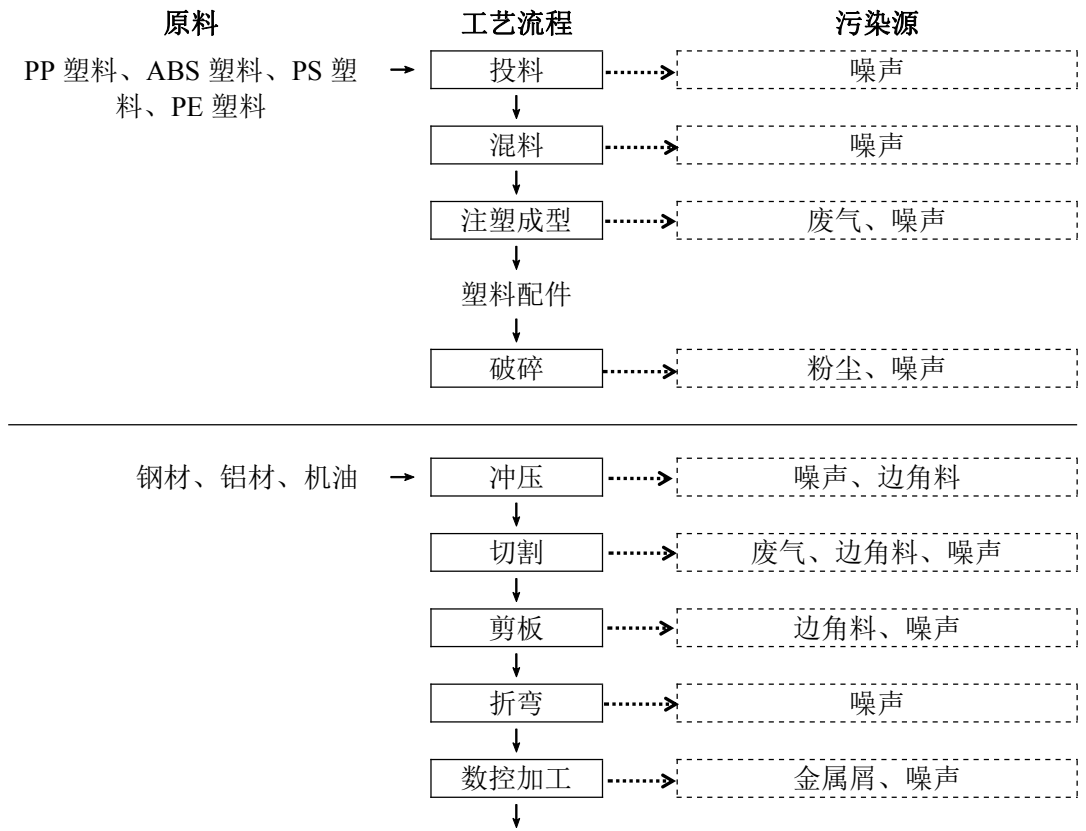 原料 工艺流程 污染源
PP 塑料、ABS 塑料、PS 塑 投料 噪声
料、PE 塑料
混料 噪声
注塑成型 废气、噪声
塑料配件
破碎 粉尘、噪声
钢材、铝材、机油 冲压 噪声、边角料
切割 废气、边角料、噪声
剪板 边角料、噪声
折弯 噪声
数控加工 金属屑、噪声